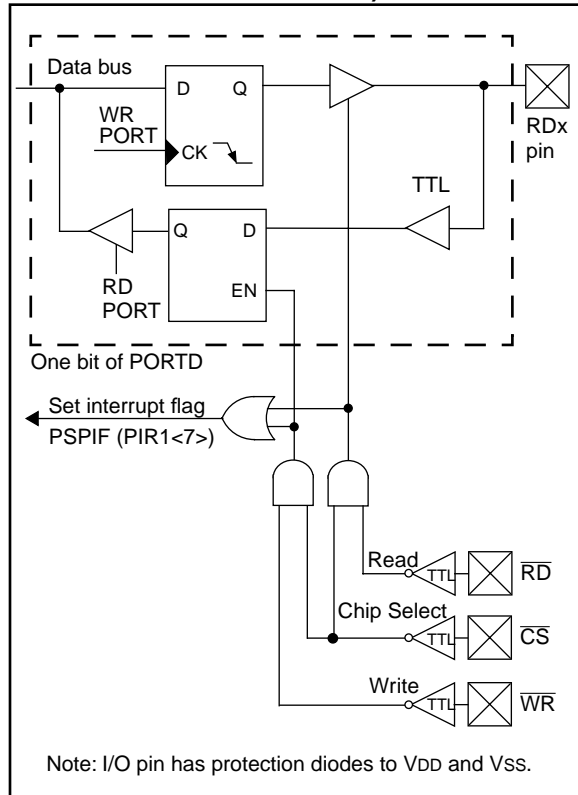 Data bus
D Q
WR
PORT
CK
RDx
pin
TTL
Q D
RD
PORT
EN
One bit of PORTD
Set interrupt flag
PSPIF (PIR1<7>)
Read
TTL
RD
Chip Select
TTL
CS
Write
TTL
WR
Note: I/O pin has protection diodes to VDD and VSS.